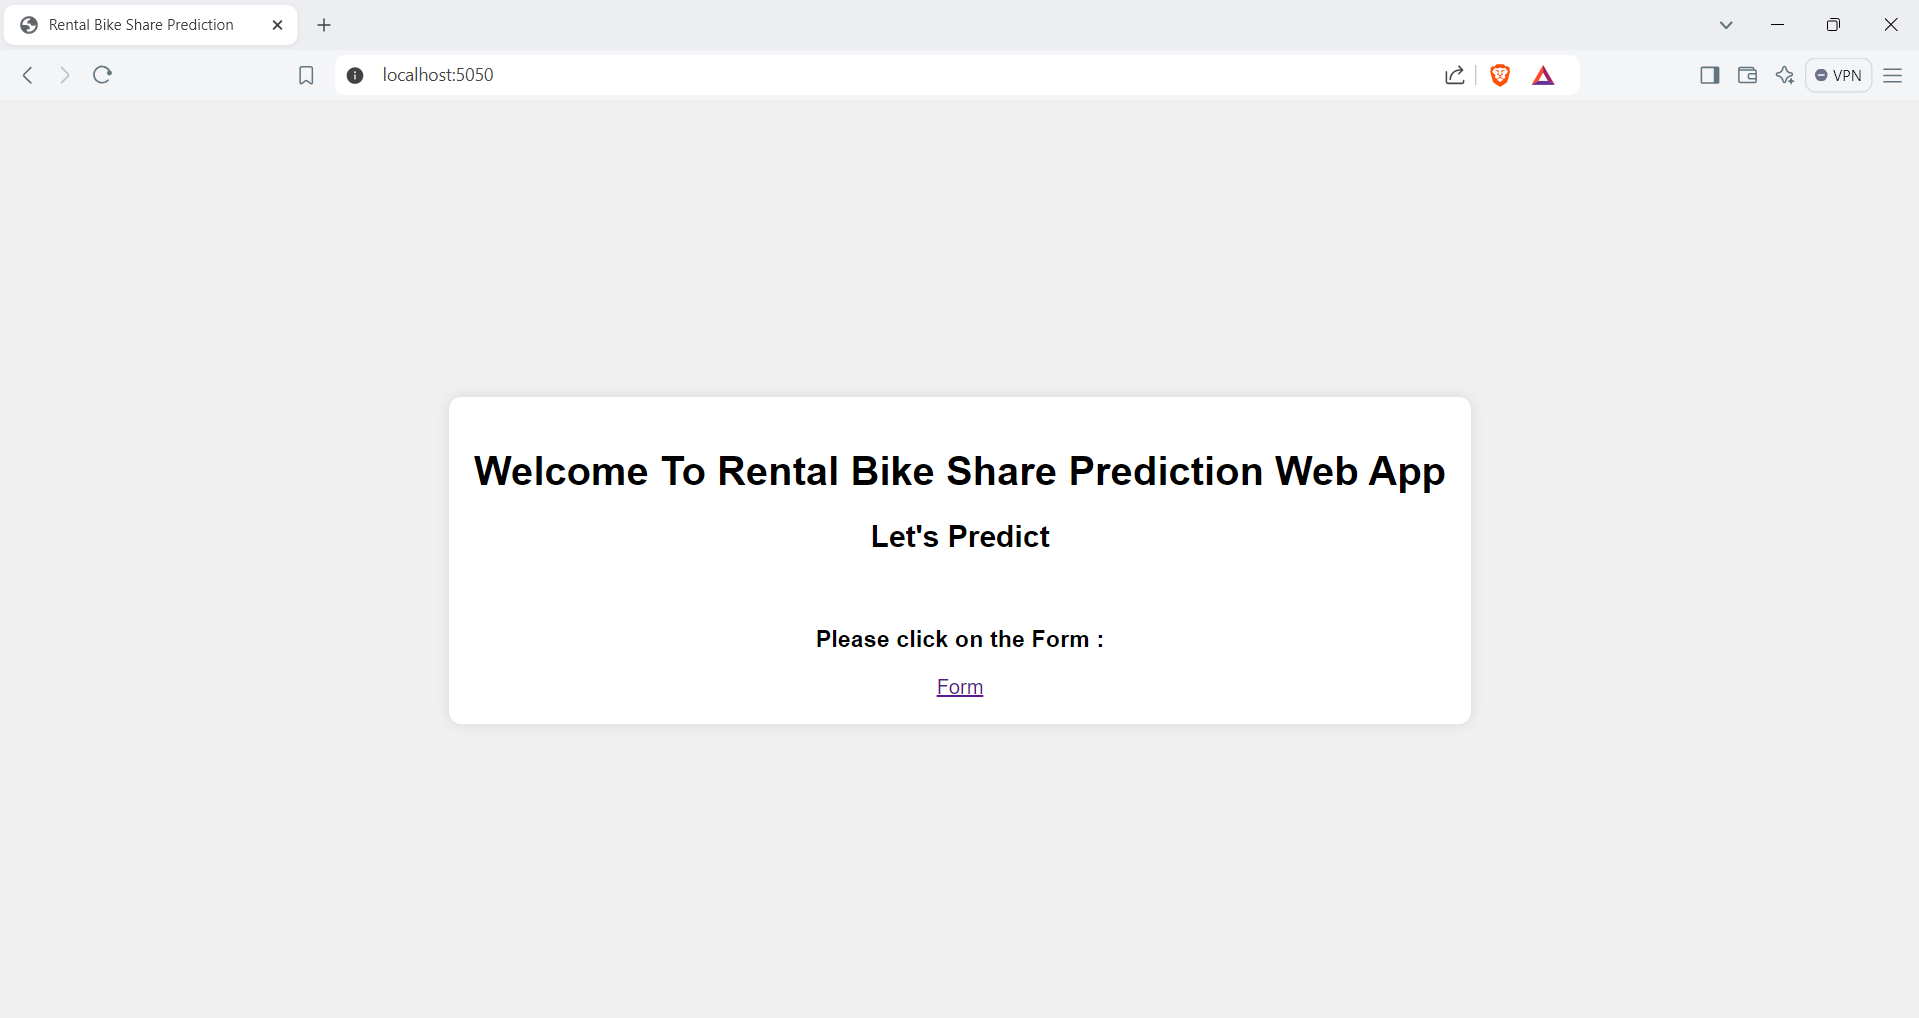 Rental Bike Share Prediction
localhost:5050
VPN
Welcome To Rental Bike Share Prediction Web App
Let's Predict
Please click on the Form :
Form